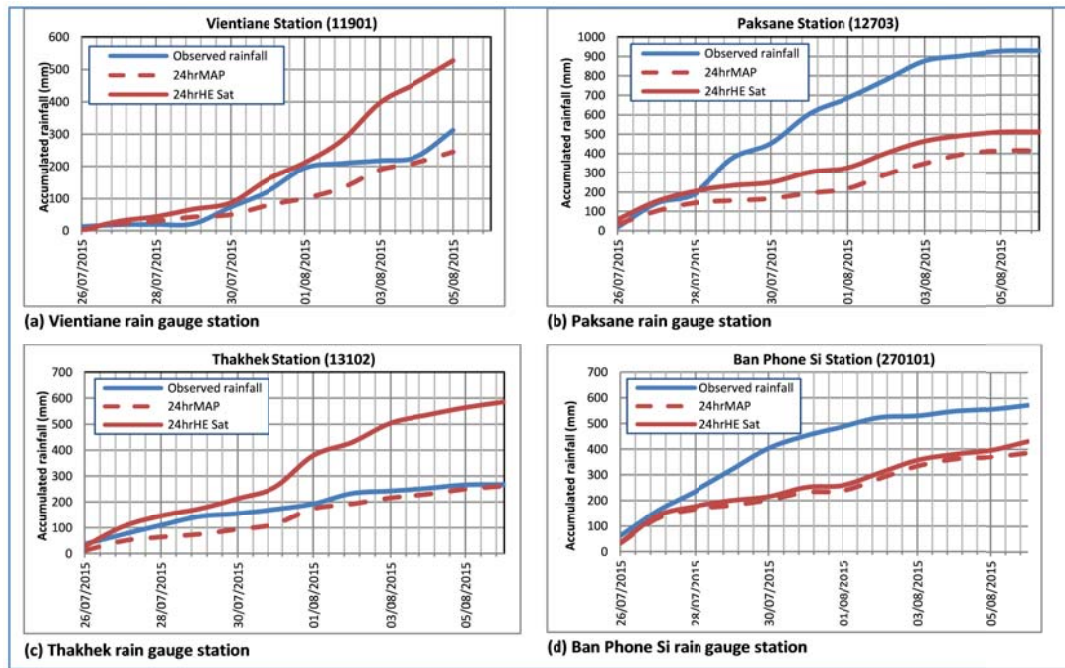 Vientiane Station (11901)
Accumulated rainfall (mm)
600
500
400
300
200
100
0
Observed rainfall
24hrMAP
24hrHE Sat
26/07/2015
28/07/2015
30/07/2015
01/08/2015
03/08/2015
05/08/2015
(a) Vientiane rain gauge station
Paksane Station (12703)
Accumulated rainfall (mm)
1000
900
800
700
600
500
400
300
200
100
0
Observed rainfall
24hrMAP
24hrHE Sat
26/07/2015
28/07/2015
30/07/2015
01/08/2015
03/08/2015
05/08/2015
(b) Paksane rain gauge station
Thakhek Station (13102)
Accumulated rainfall (mm)
700
600
500
400
300
200
100
0
Observed rainfall
24hrMAP
24hrHE Sat
26/07/2015
28/07/2015
30/07/2015
01/08/2015
03/08/2015
05/08/2015
(c) Thakhek rain gauge station
Ban Phone Si Station (270101)
Accumulated rainfall (mm)
700
600
500
400
300
200
100
0
Observed rainfall
24hrMAP
24hrHE Sat
26/07/2015
28/07/2015
30/07/2015
01/08/2015
03/08/2015
05/08/2015
(d) Ban Phone Si rain gauge station